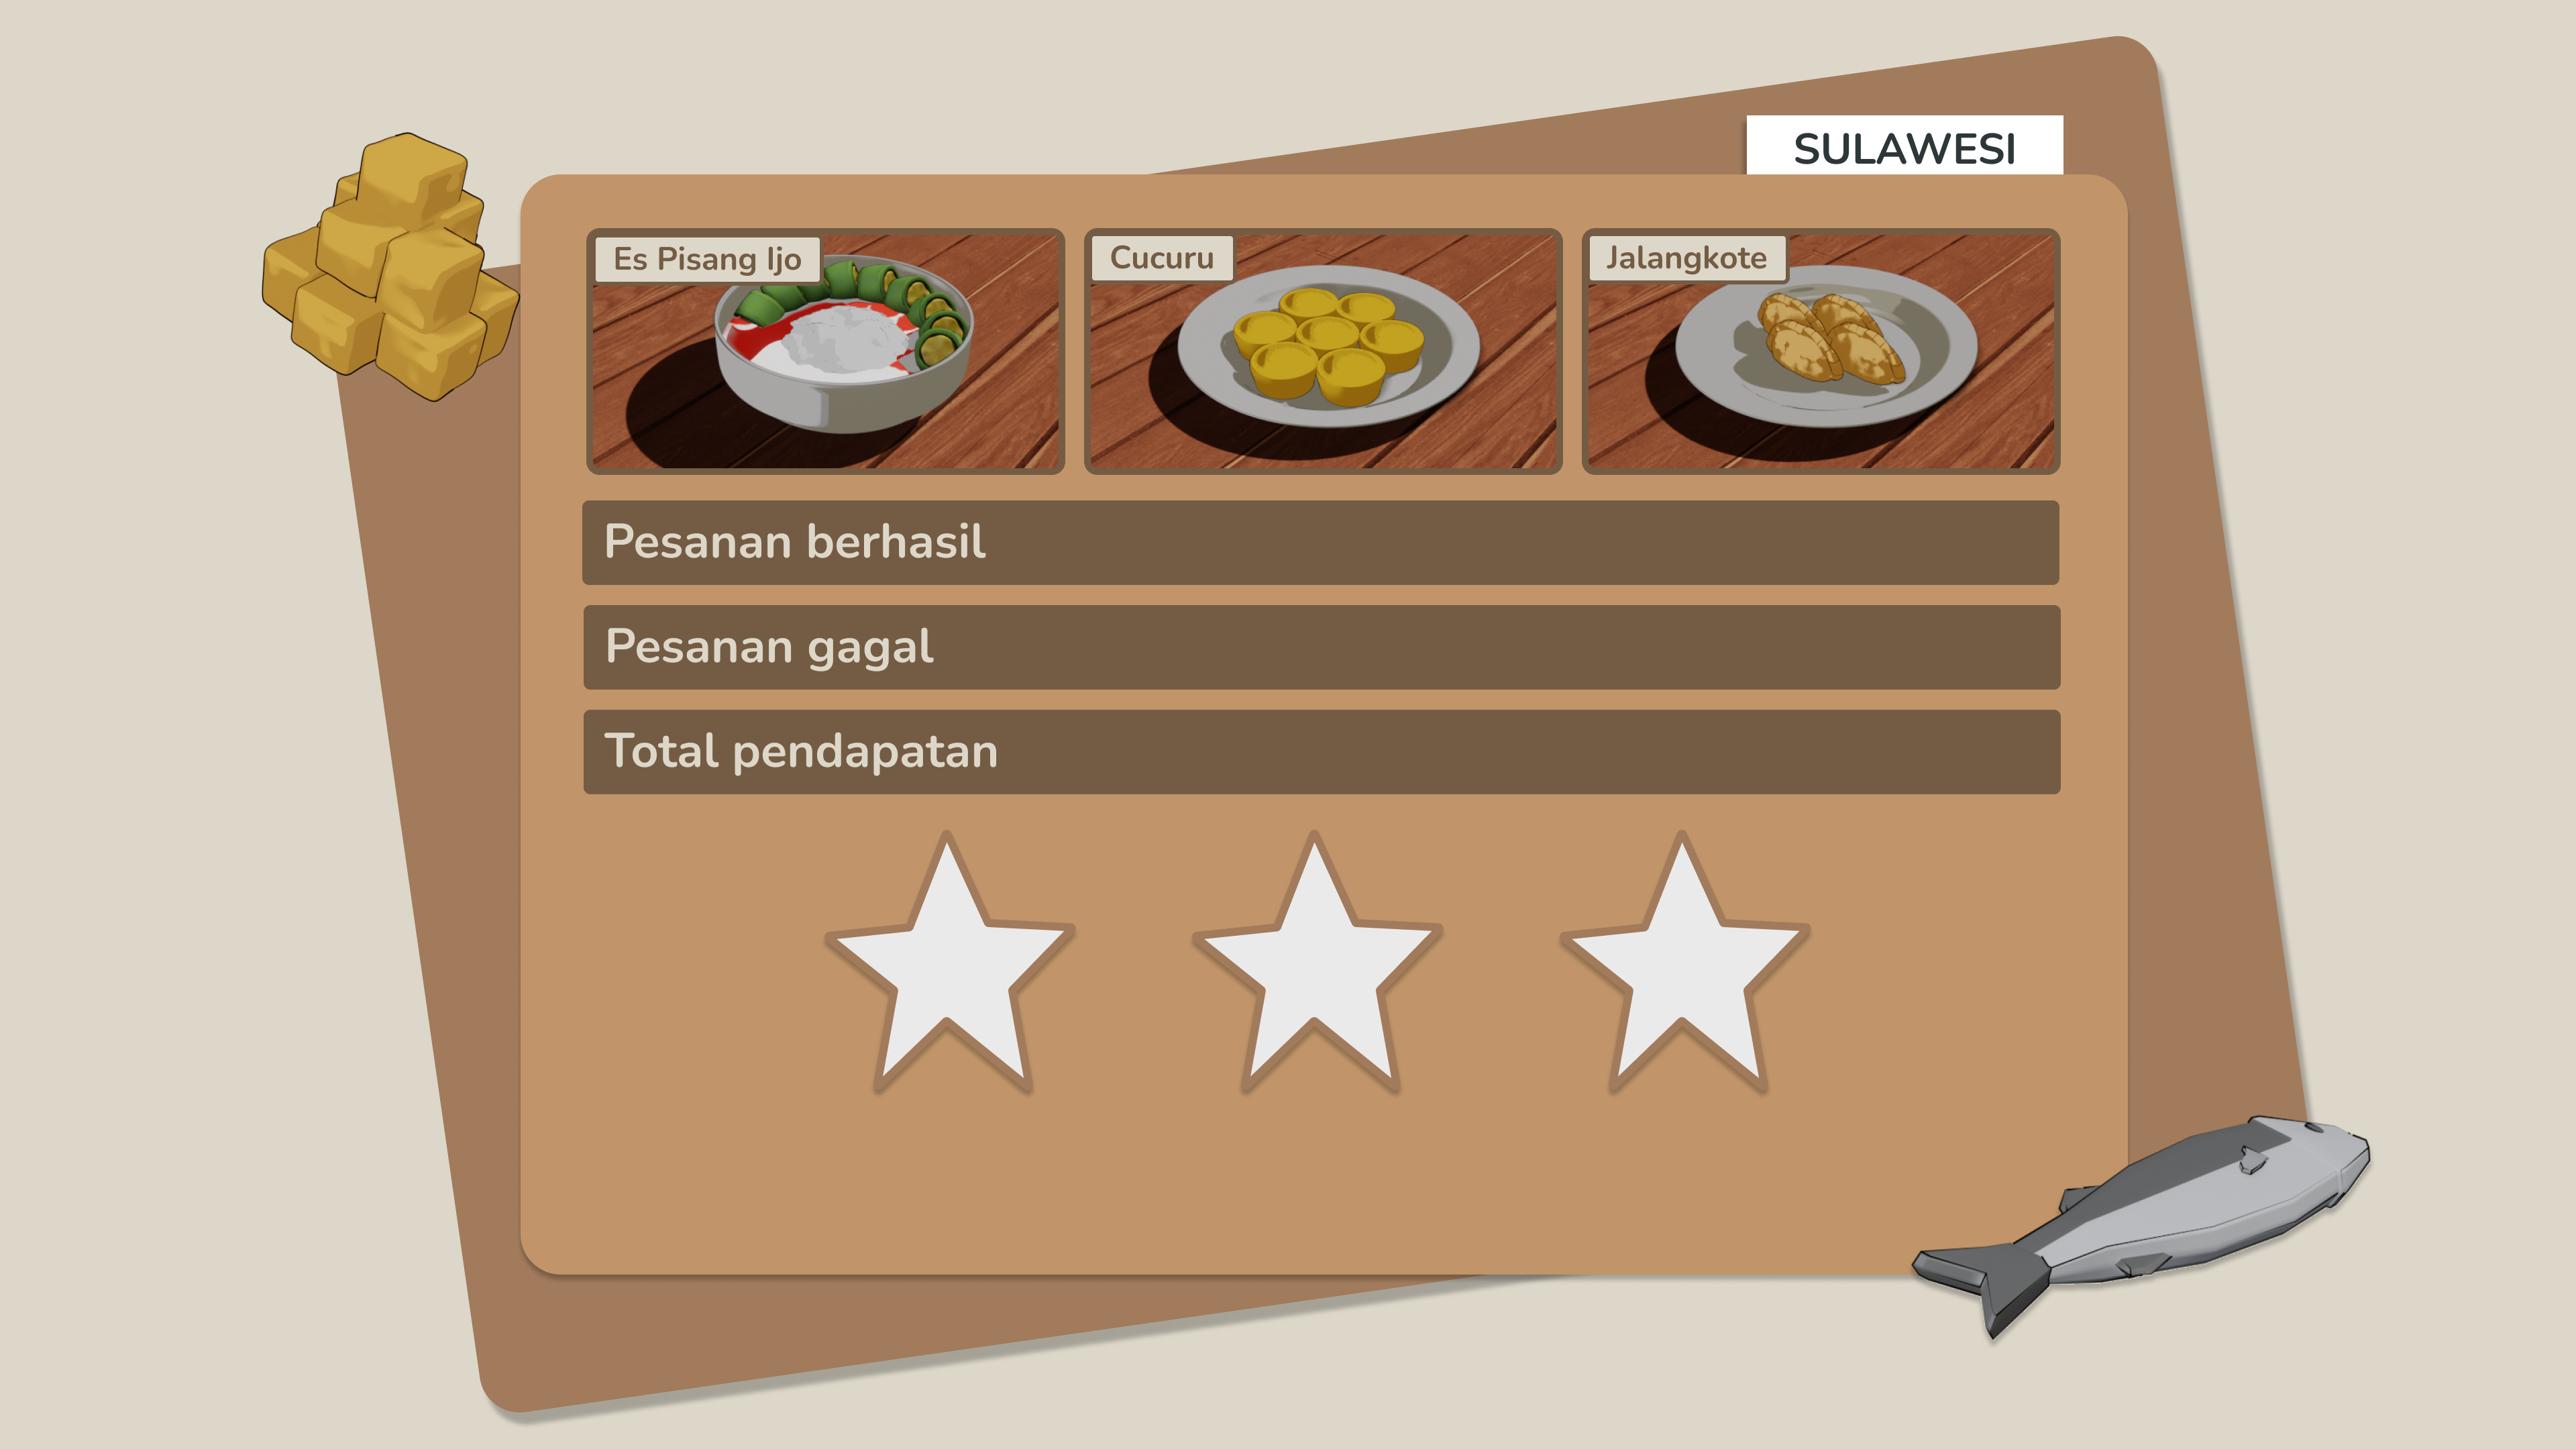 SULAWESI
Es Pisang Ijo
Cucuru
Jalangkote
Pesanan berhasil
Pesanan gagal
Total pendapatan